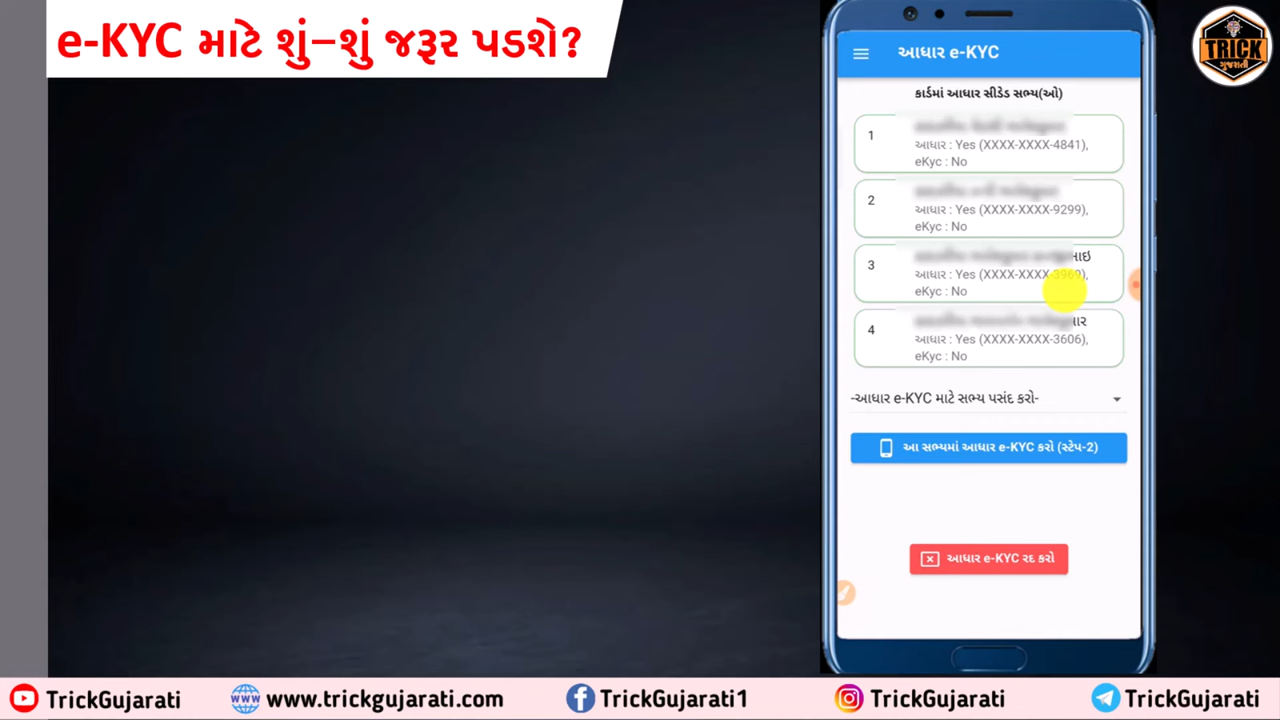 e-KYC માટે શું–શું જરૂર પડશે?
TRICK
ગુજરાતી
આધાર e-KYC
કાર્ડમાં આધાર સીડેડ સભ્ય(ઓ)
1
આધાર : Yes (XXXX-XXXX-4841),
eKyc : No
2
આધાર : Yes (XXXX-XXXX-9299),
eKyc : No
3
આધાર : Yes (XXXX-XXXX-3969),
eKyc : No
4
આધાર : Yes (XXXX-XXXX-3606),
eKyc : No
-આધાર e-KYC માટે સભ્ય પસંદ કરો-
આ સભ્યમાં આધાર e-KYC કરો (સ્ટેપ-2)
આધાર e-KYC રદ કરો
TrickGujarati
www.trickgujarati.com
TrickGujarati1
TrickGujarati
TrickGujarati